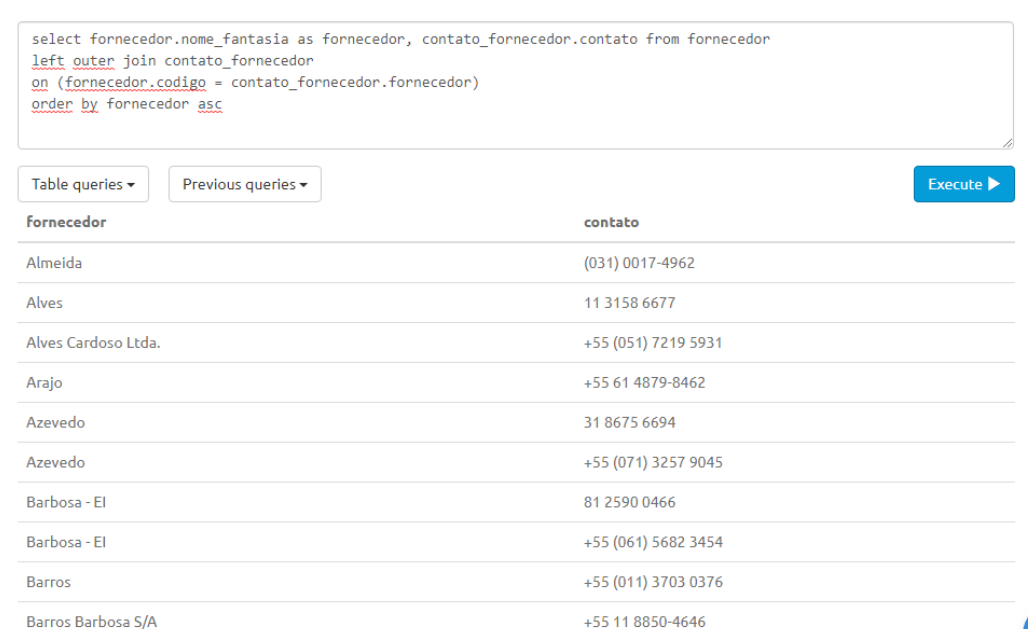 select fornecedor.nome_fantasia as fornecedor, contato_fornecedor.contato from fornecedor
left outer join contato_fornecedor
on (fornecedor.codigo = contato_fornecedor.fornecedor)
order by fornecedor asc
Table queries Previous queries Execute
fornecedor contato
Almeida (031) 0017-4962
Alves 11 3158 6677
Alves Cardoso Ltda. +55 (051) 7219 5931
Arajo +55 61 4879-8462
Azevedo 31 8675 6694
Azevedo +55 (071) 3257 9045
Barbosa - EI 81 2590 0466
Barbosa - EI +55 (061) 5682 3454
Barros +55 (011) 3703 0376
Barros Barbosa S/A +55 11 8850-4646